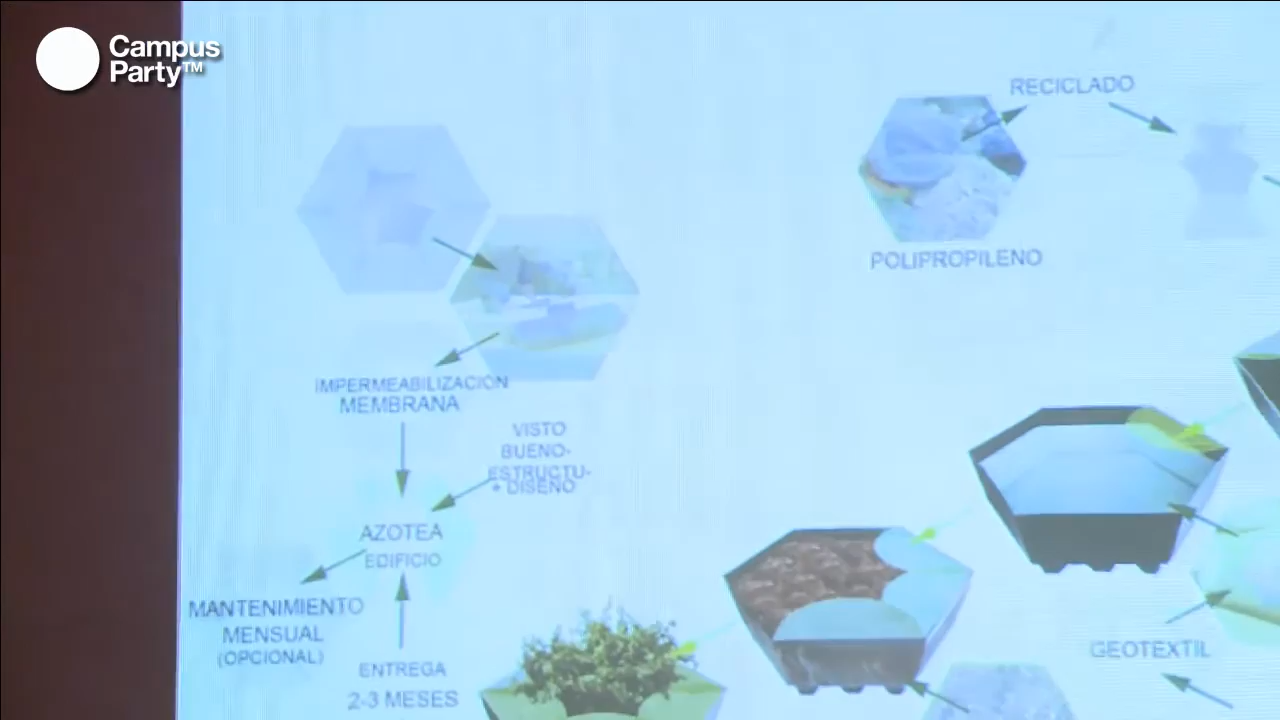 Campus
Party™
RECICLADO
POLIPROPILENO
IMPERMEABILIZACION
MEMBRANA
VISTO
BUENO-
ESTRUCTU-
+ DISEÑO
AZOTEA
EDIFICIO
MANTENIMIENTO
MENSUAL
(OPCIONAL)
ENTREGA
2-3 MESES
GEOTEXTIL